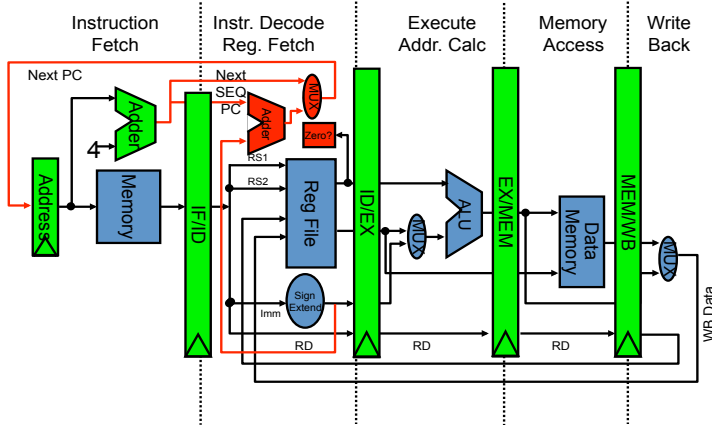 Instruction
Fetch
Instr. Decode
Reg. Fetch
Execute
Addr. Calc
Memory
Access
Write
Back
Next PC
Next
SEQ
PC
MUX
Adder
Adder
Zero?
4
RS1
RS2
Address
Memory
IF/ID
Reg File
ID/EX
MUX
ALU
EX/MEM
Data
Memory
MEM/WB
MUX
Sign
Extend
Imm
RD
RD
RD
WB Data